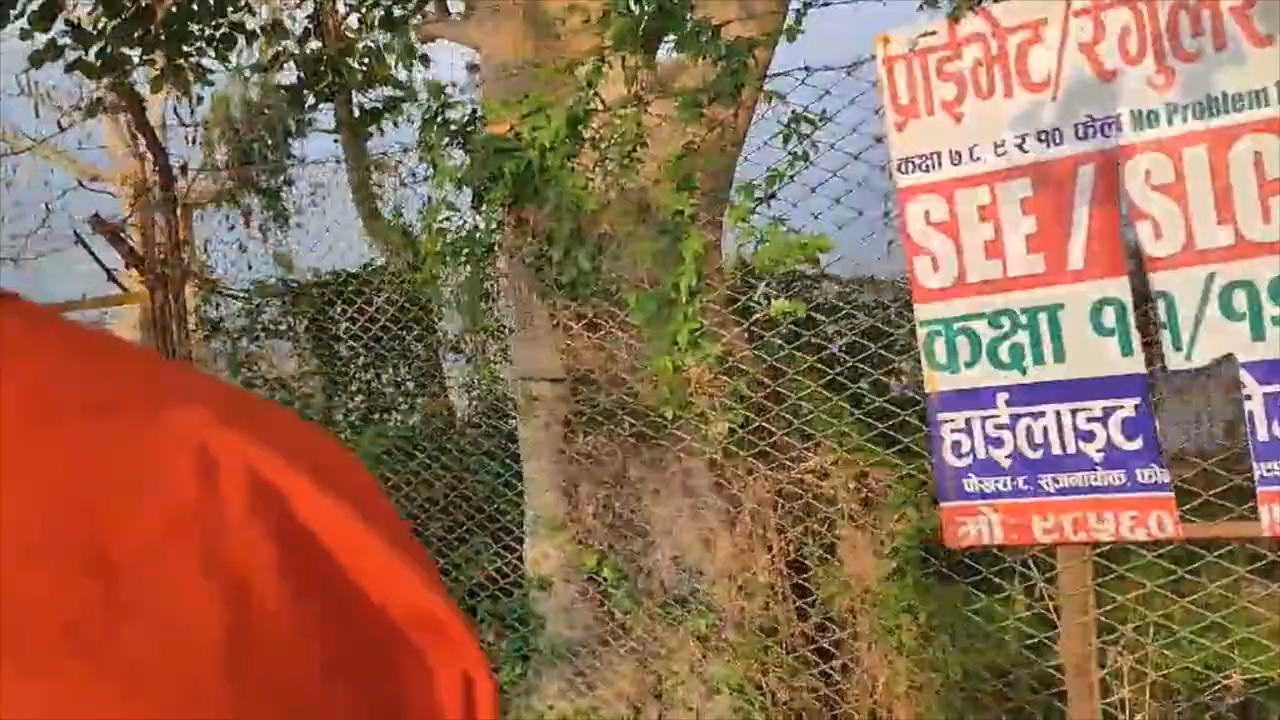 प्राईभेट/रेगुलर
कक्षा ७,८, ९ र १० फेल No Problem
SEE / SLC
कक्षा ११/१
हाईलाइट
पोखरा-८, सृजनाचोक, फोन
मो: ९८५६०